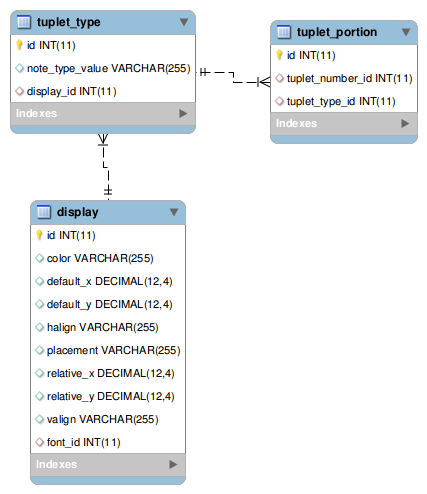 tuplet_type
id INT(11)
note_type_value VARCHAR(255)
display_id INT(11)
Indexes
tuplet_portion
id INT(11)
tuplet_number_id INT(11)
tuplet_type_id INT(11)
Indexes
display
id INT(11)
color VARCHAR(255)
default_x DECIMAL(12,4)
default_y DECIMAL(12,4)
halign VARCHAR(255)
placement VARCHAR(255)
relative_x DECIMAL(12,4)
relative_y DECIMAL(12,4)
valign VARCHAR(255)
font_id INT(11)
Indexes